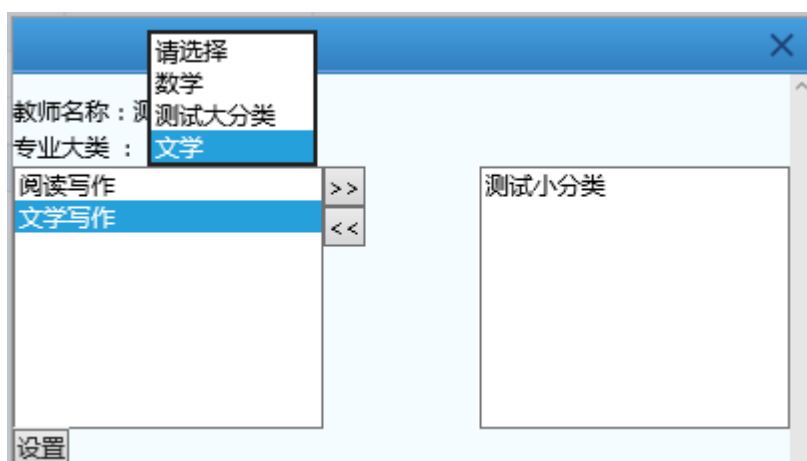 请选择
数学
教师名称：测
测试大分类
专业大类：
文学
阅读写作
文学写作
>>
<<
测试小分类
设置